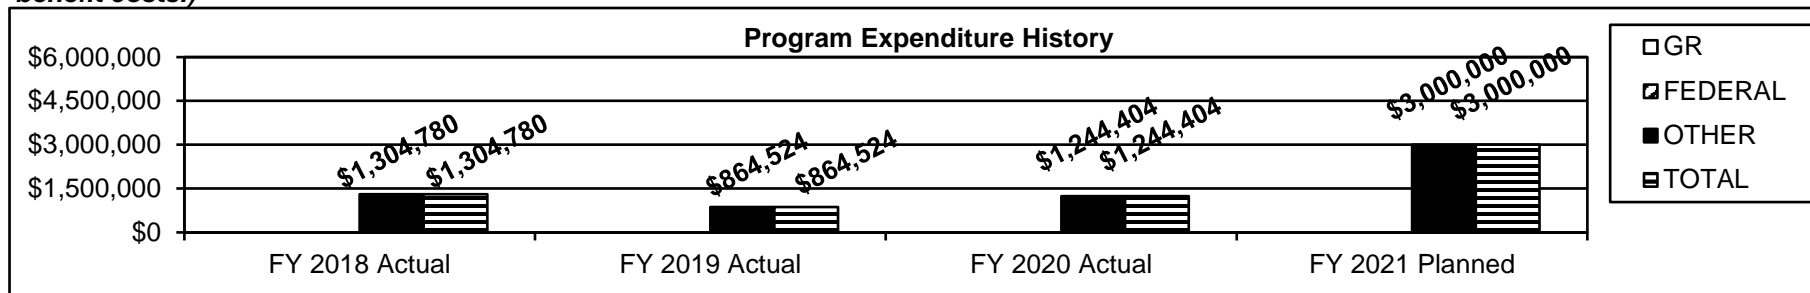 benefit costs.)
Program Expenditure History
$6,000,000
$4,500,000
$3,000,000
$1,500,000
$0
$1,304,780
$1,304,780
$864,524
$864,524
$1,244,404
$1,244,404
$3,000,000
$3,000,000
FY 2018 Actual
FY 2019 Actual
FY 2020 Actual
FY 2021 Planned
GR
FEDERAL
OTHER
TOTAL